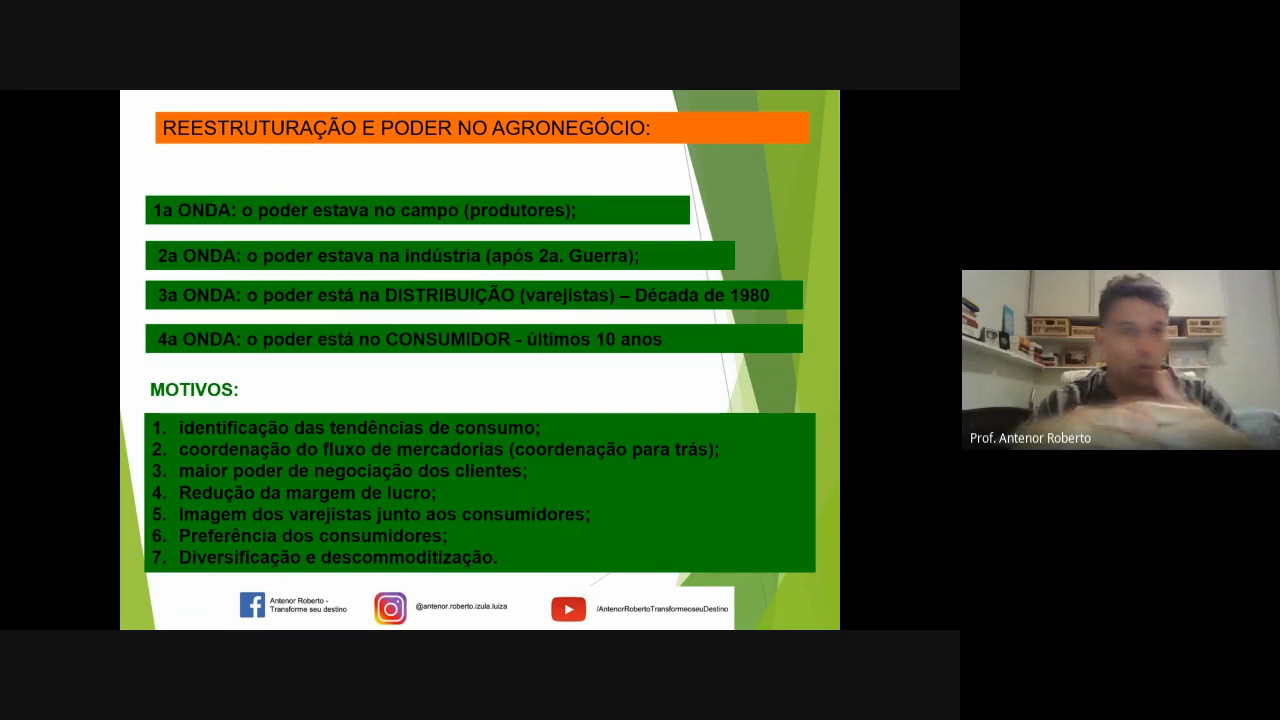 REESTRUTURAÇÃO E PODER NO AGRONEGÓCIO:
1a ONDA: o poder estava no campo (produtores);
2a ONDA: o poder estava na indústria (após 2a. Guerra);
3a ONDA: o poder está na DISTRIBUIÇÃO (varejistas) – Década de 1980
4a ONDA: o poder está no CONSUMIDOR - últimos 10 anos
MOTIVOS:
1. identificação das tendências de consumo;
2. coordenação do fluxo de mercadorias (coordenação para trás);
3. maior poder de negociação dos clientes;
4. Redução da margem de lucro;
5. Imagem dos varejistas junto aos consumidores;
6. Preferência dos consumidores;
7. Diversificação e descommoditização.
Antenor Roberto -
Transforme seu destino
@antenor.roberto.izula.luiza
/AntenorRobertoTransformeoseuDestino
Prof. Antenor Roberto